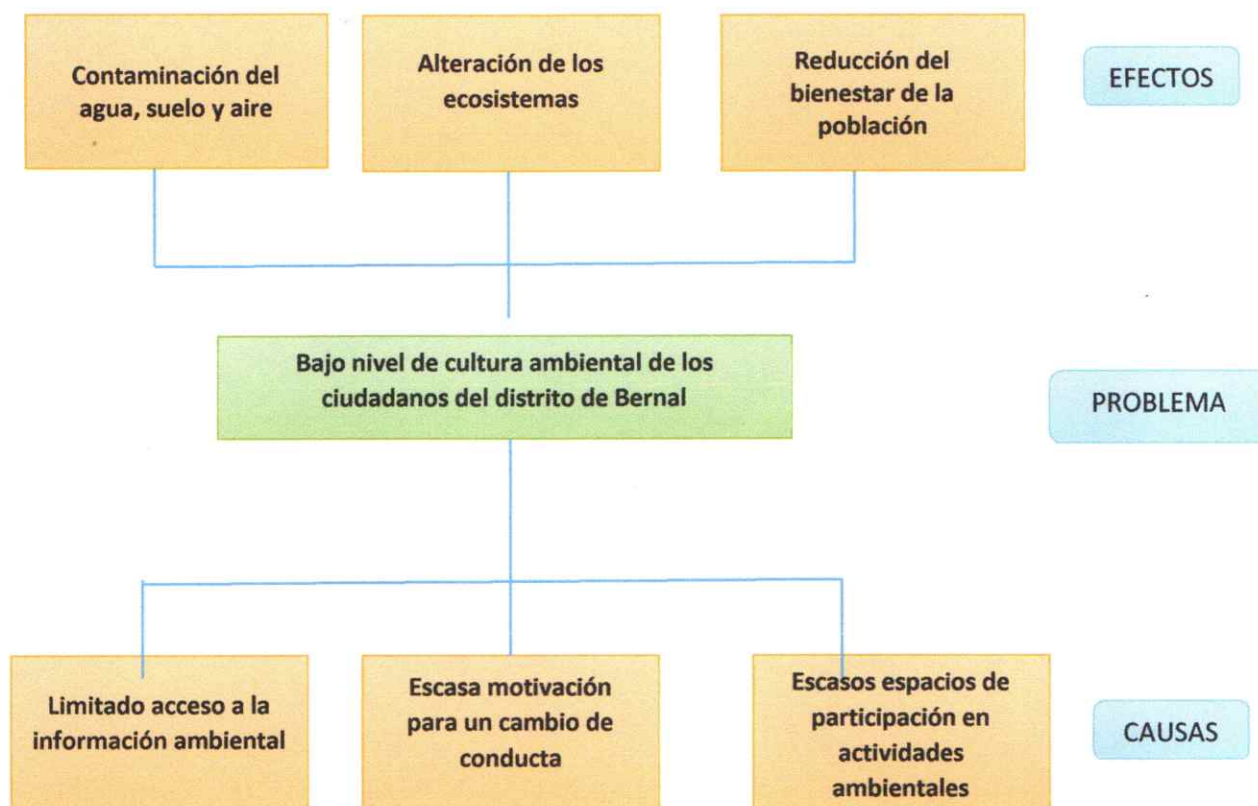 Contaminación del
agua, suelo y aire
Alteración de los
ecosistemas
Reducción del
bienestar de la
población
EFECTOS
Bajo nivel de cultura ambiental de los
ciudadanos del distrito de Bernal
PROBLEMA
Limitado acceso a la
información ambiental
Escasa motivación
para un cambio de
conducta
Escasos espacios de
participación en
actividades
ambientales
CAUSAS